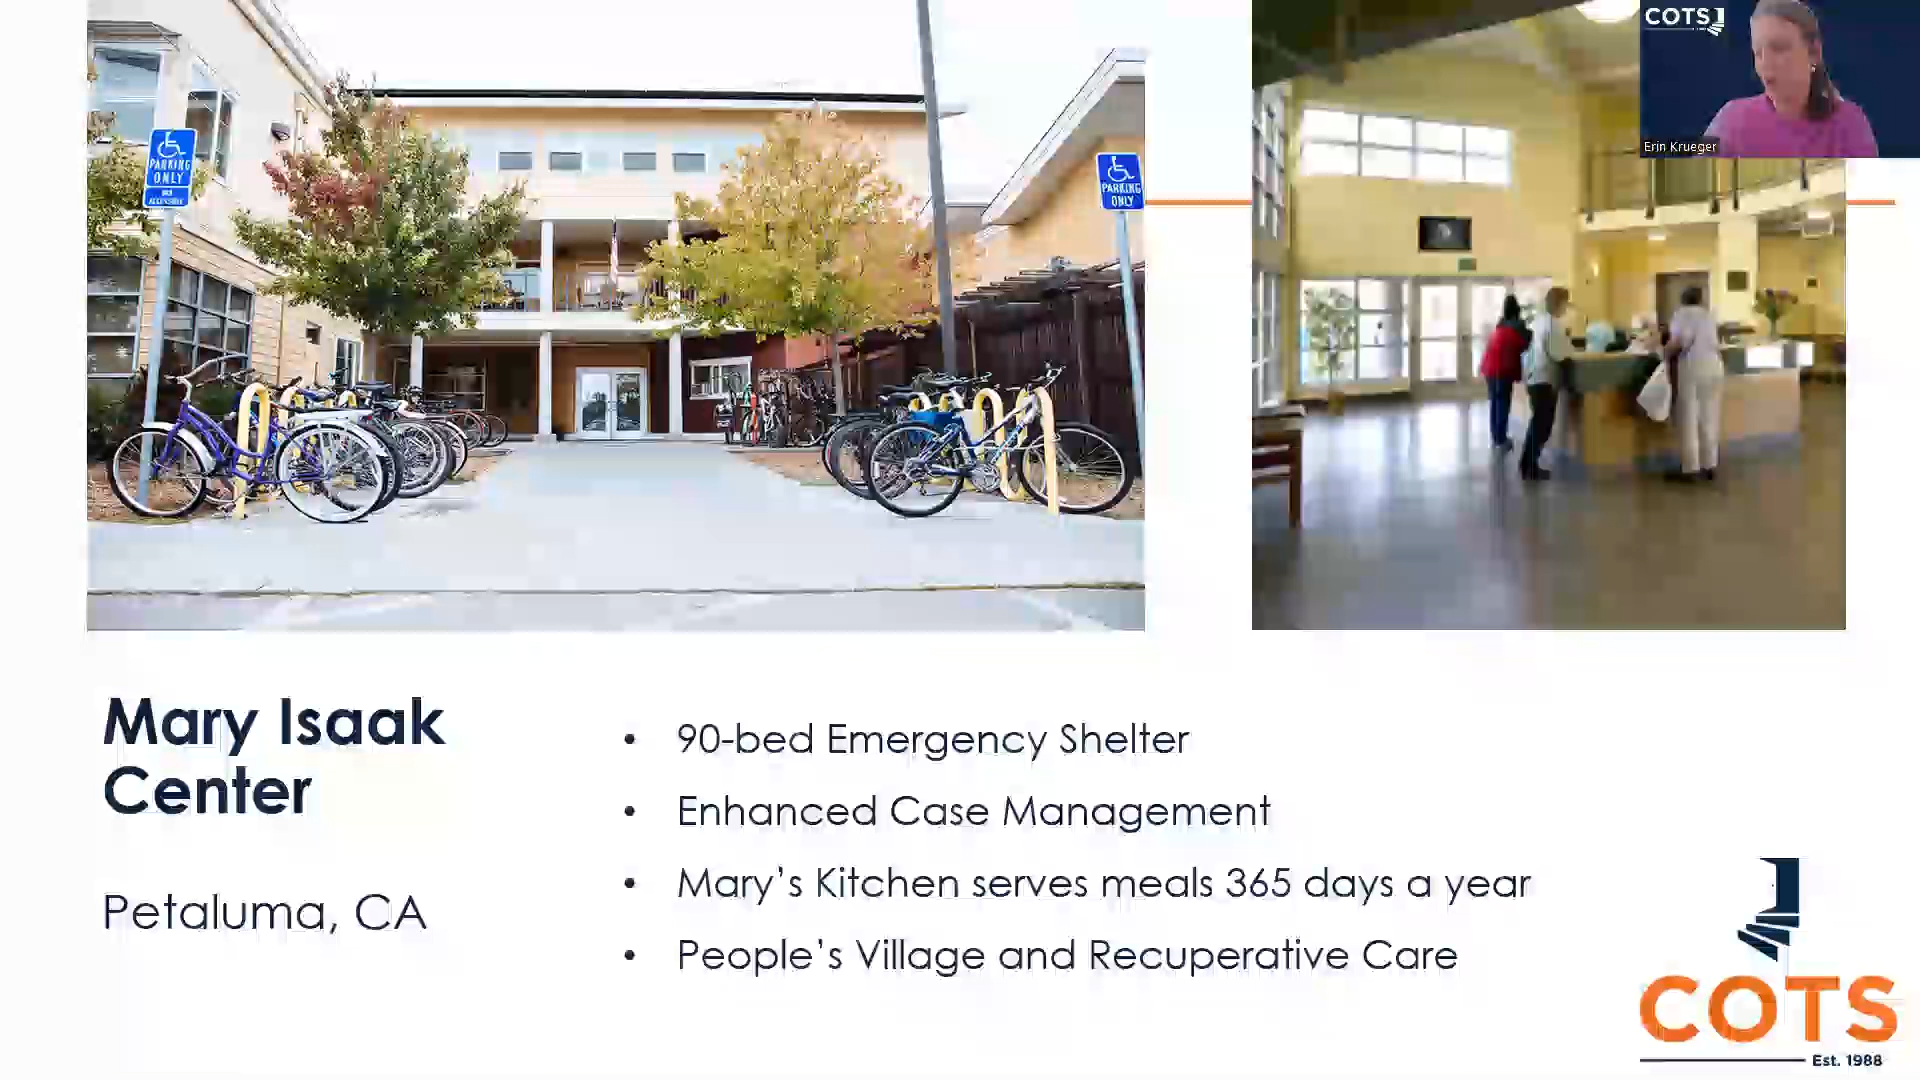 PARKING
ONLY
PARKING
ONLY
COTS
Erin Krueger
Mary Isaak
Center
Petaluma, CA
• 90-bed Emergency Shelter
• Enhanced Case Management
• Mary’s Kitchen serves meals 365 days a year
• People’s Village and Recuperative Care
COTS
Est. 1988